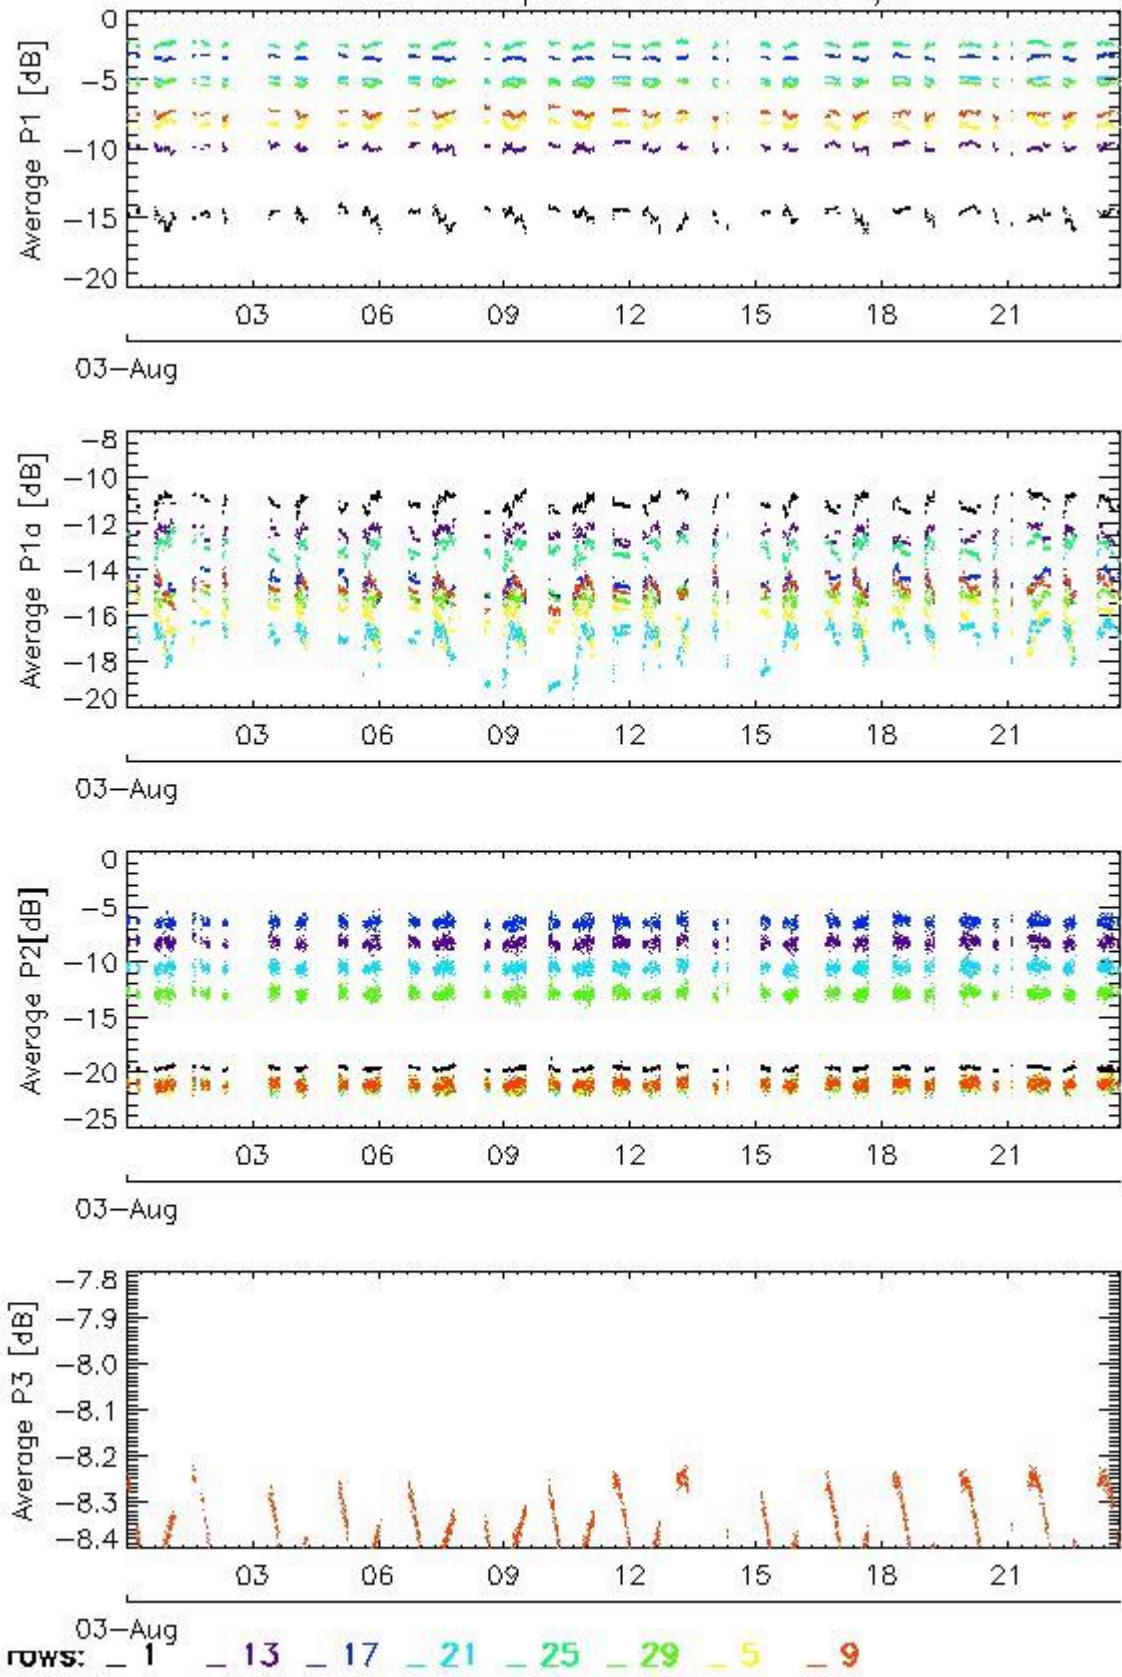 0
−5
−10
−15
−20
Average P1 [dB]
03 06 09 12 15 18 21
03−Aug
−8
−10
−12
−14
−16
−18
−20
Average P1a [dB]
03 06 09 12 15 18 21
03−Aug
0
−5
−10
−15
−20
−25
Average P2[dB]
03 06 09 12 15 18 21
03−Aug
−7.8
−7.9
−8.0
−8.1
−8.2
−8.3
−8.4
Average P3 [dB]
03 06 09 12 15 18 21
03−Aug
rows: _ 1 _ 13 _ 17 _ 21 _ 25 _ 29 _ 5 _ 9